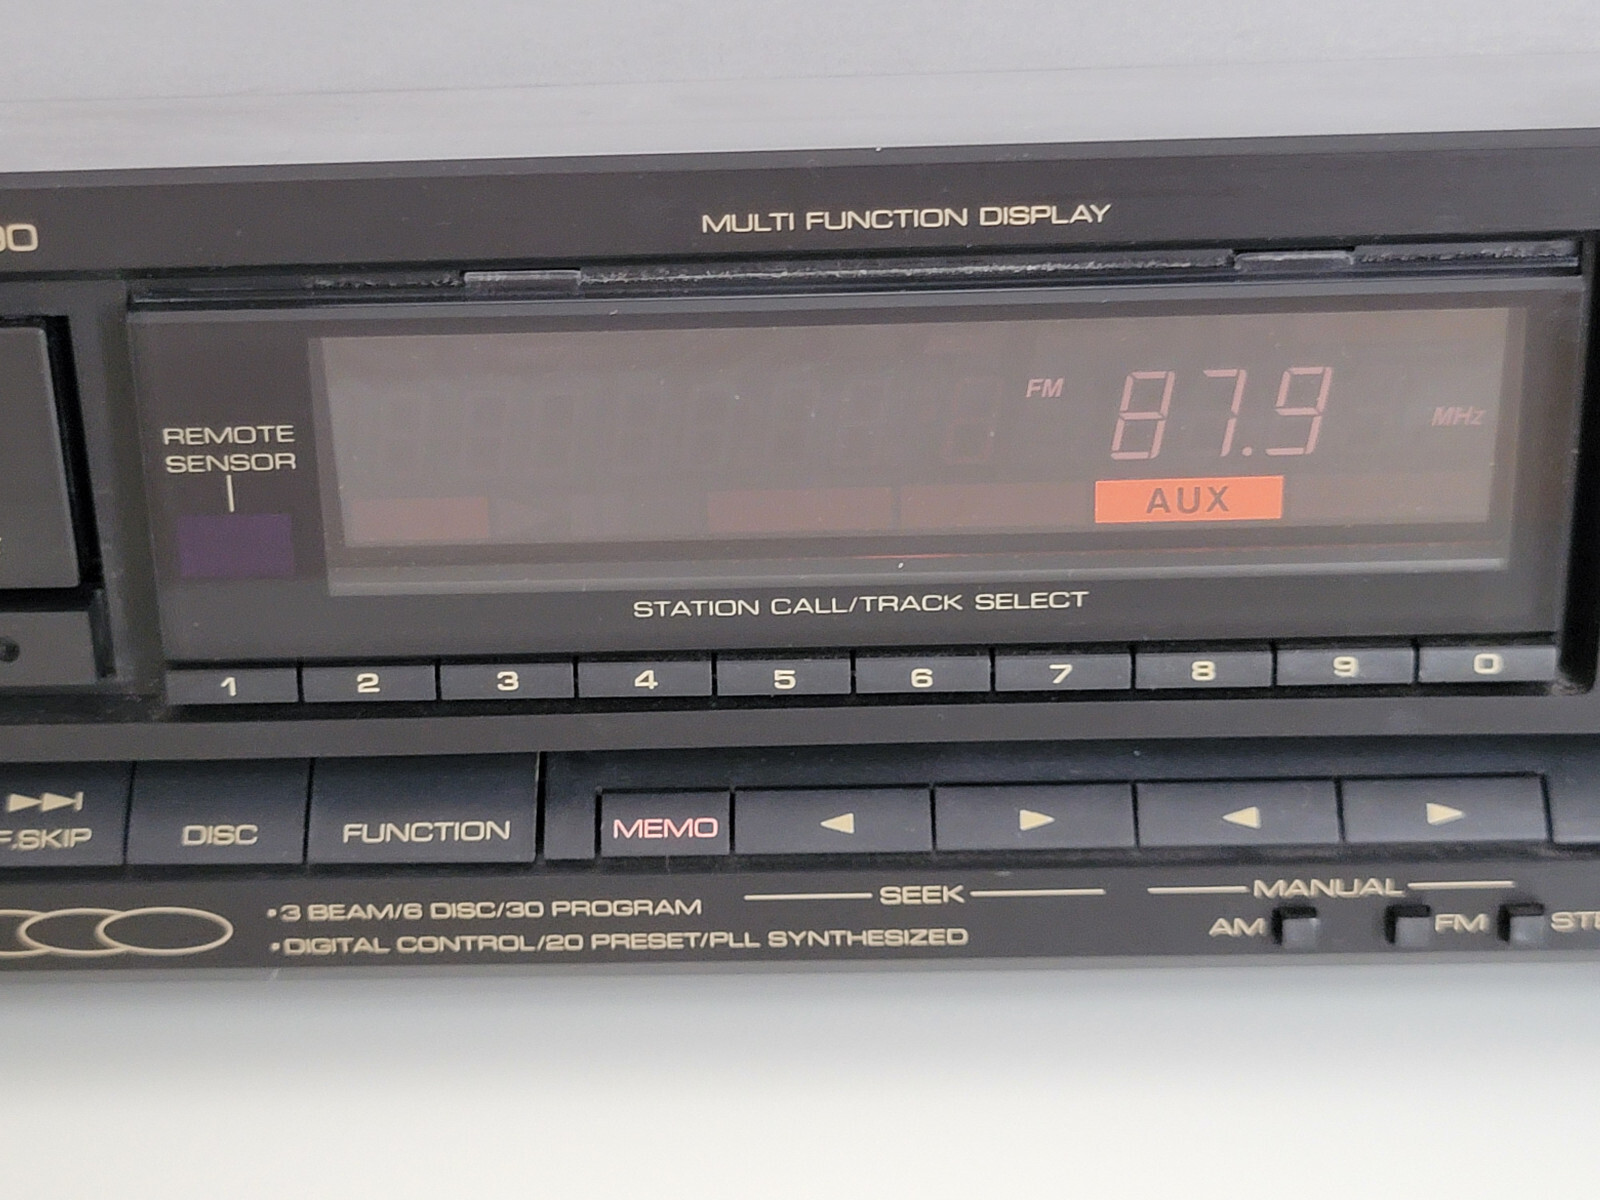 MULTI FUNCTION DISPLAY
FM 87.9 MHz
REMOTE
SENSOR
AUX
STATION CALL/TRACK SELECT
1 2 3 4 5 6 7 8 9 0
F.SKIP DISC FUNCTION MEMO
SEEK MANUAL
•3 BEAM/6 DISC/30 PROGRAM
AM FM
•DIGITAL CONTROL/20 PRESET/PLL SYNTHESIZED